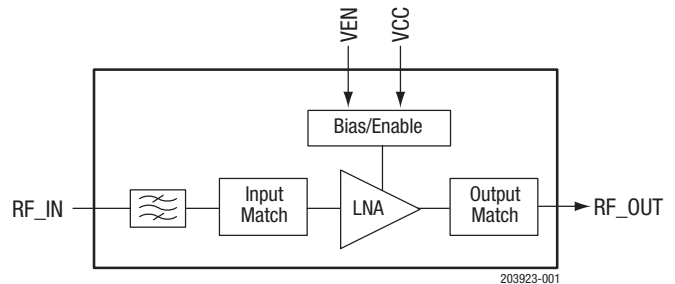 VEN
VCC
Bias/Enable
RF_IN
Input
Match
LNA
Output
Match
RF_OUT
203923-001